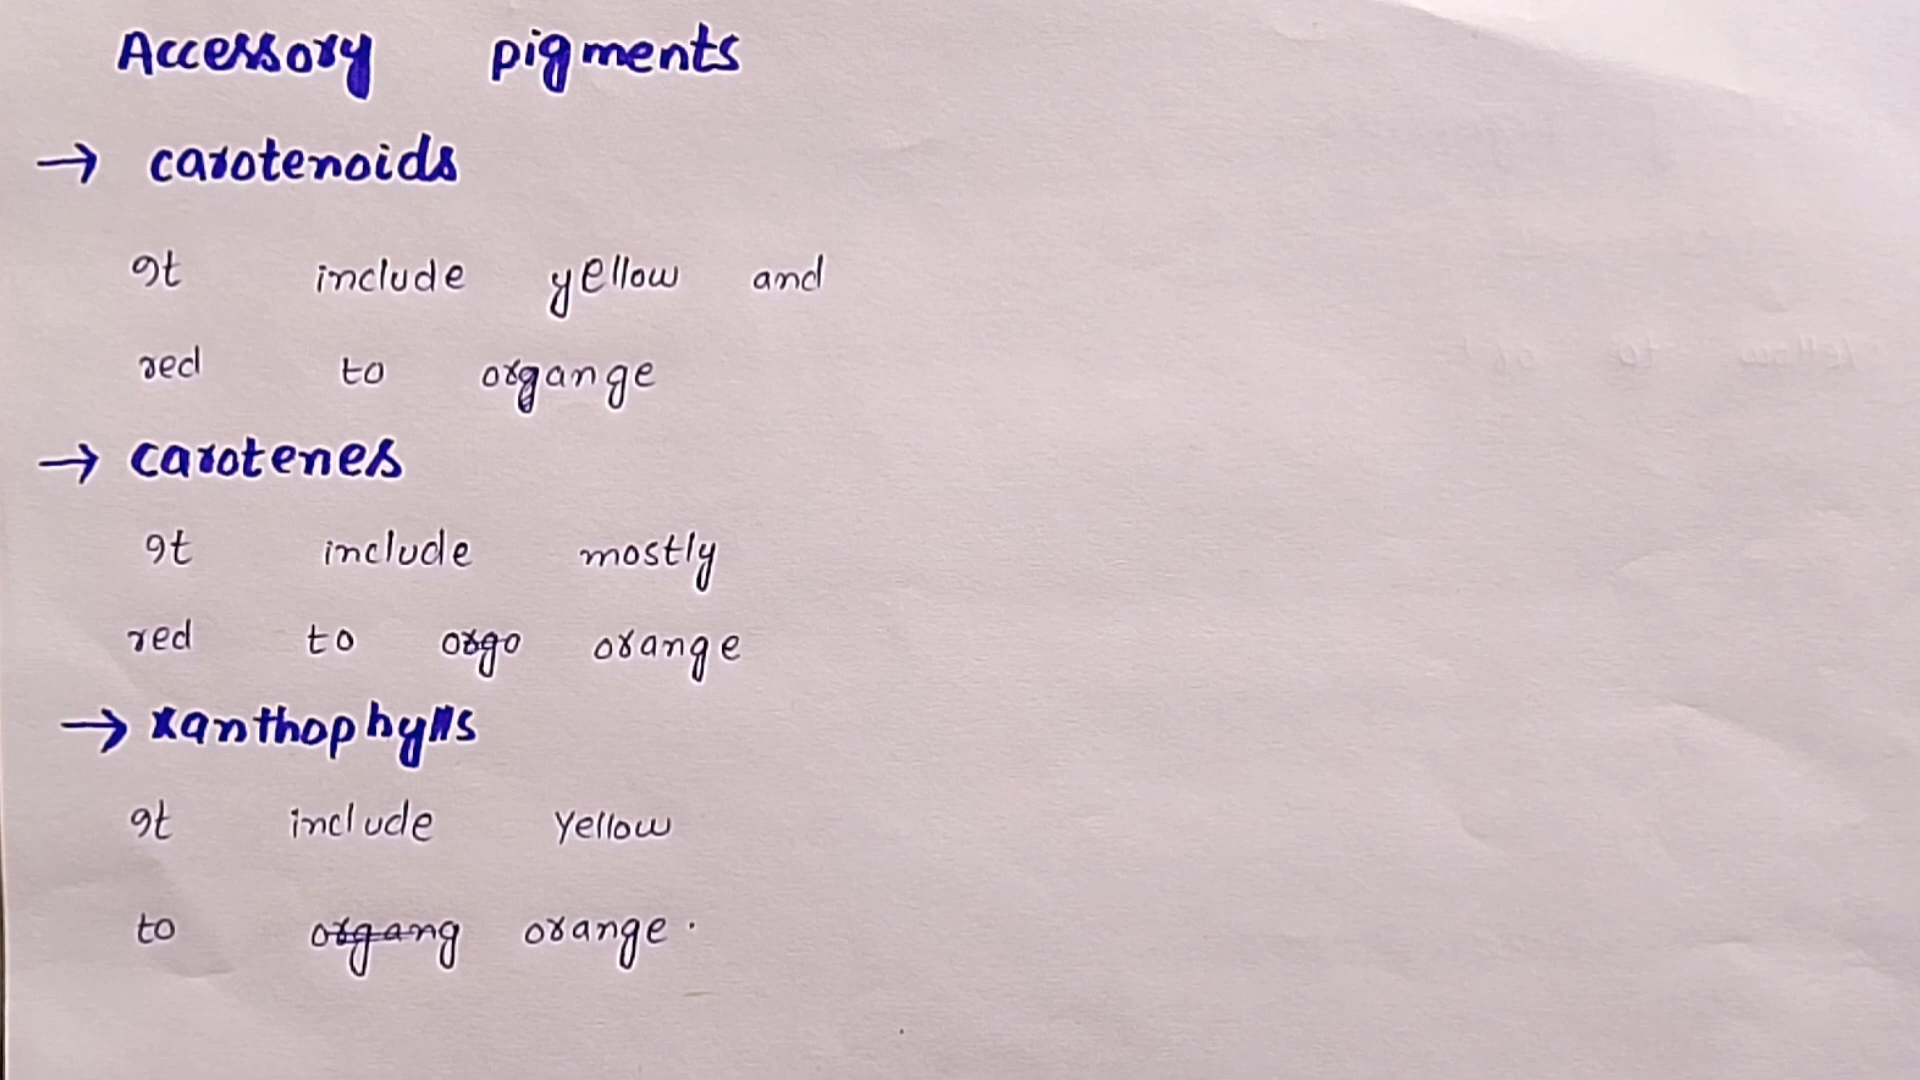 Accessory pigments
→ carotenoids
It include yellow and
red to organge
→ carotenes
It include mostly
red to orgo orange
→ xanthophylls
It include Yellow
to organg orange.